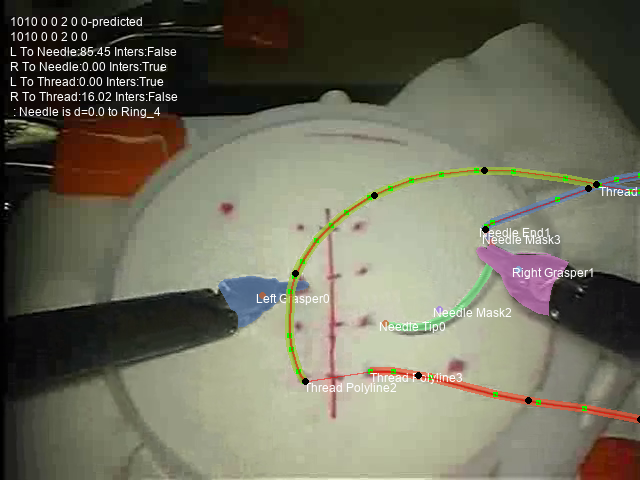 1010 0 0 2 0 0-predicted
1010 0 0 2 0 0
L To Needle:85.45 Inters:False
R To Needle:0.00 Inters:True
L To Thread:0.00 Inters:True
R To Thread:16.02 Inters:False
: Needle is d=0.0 to Ring_4
Thread
Needle End1
Needle Mask3
Right Grasper1
Left Grasper0
Needle Mask2
Needle Tip0
Thread Polyline3
Thread Polyline2